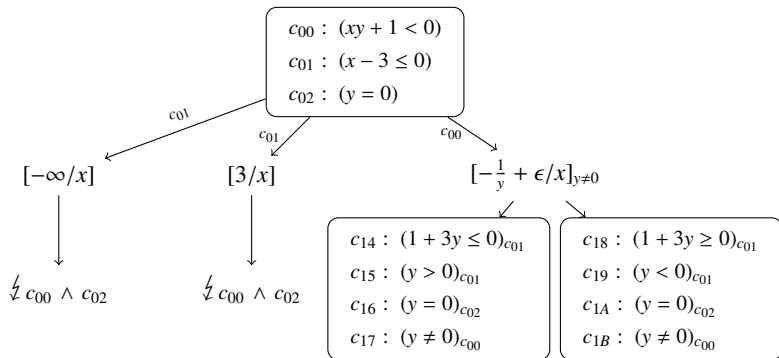 c₀₀ : (xy + 1 < 0)
c₀₁ : (x − 3 ≤ 0)
c₀₂ : (y = 0)
c₀₁
c₀₁
c₀₀
[−∞/x]
[3/x]
[−1/y + ϵ/x]y≠0
↯ c₀₀ ∧ c₀₂
↯ c₀₀ ∧ c₀₂
c₁₄ : (1 + 3y ≤ 0)c₀₁
c₁₅ : (y > 0)c₀₁
c₁₆ : (y = 0)c₀₂
c₁₇ : (y ≠ 0)c₀₀
c₁₈ : (1 + 3y ≥ 0)c₀₁
c₁₉ : (y < 0)c₀₁
c₁A : (y = 0)c₀₂
c₁B : (y ≠ 0)c₀₀